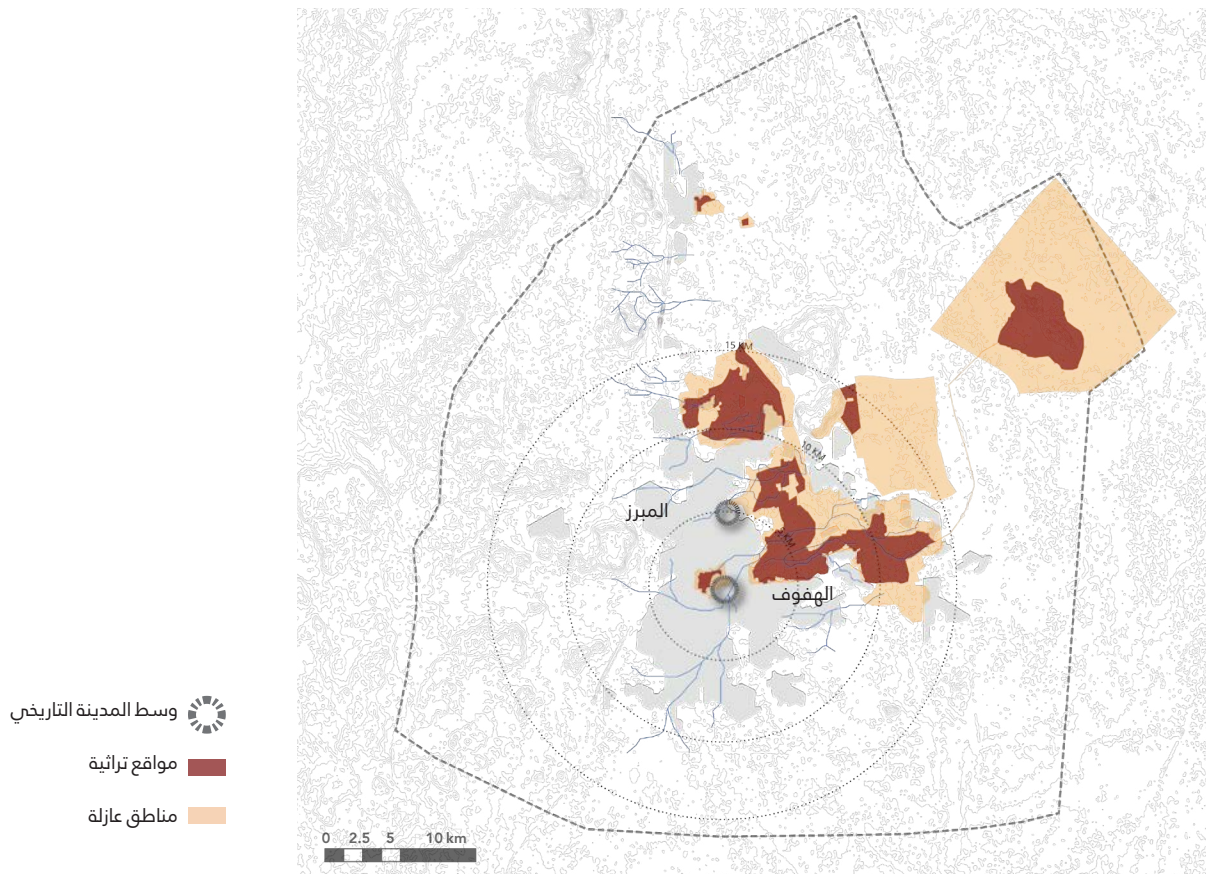 15 KM
10 KM
المبرز
KM
الهفوف
وسط المدينة التاريخي
مواقع تراثية
مناطق عازلة
0 2.5 5 10 km